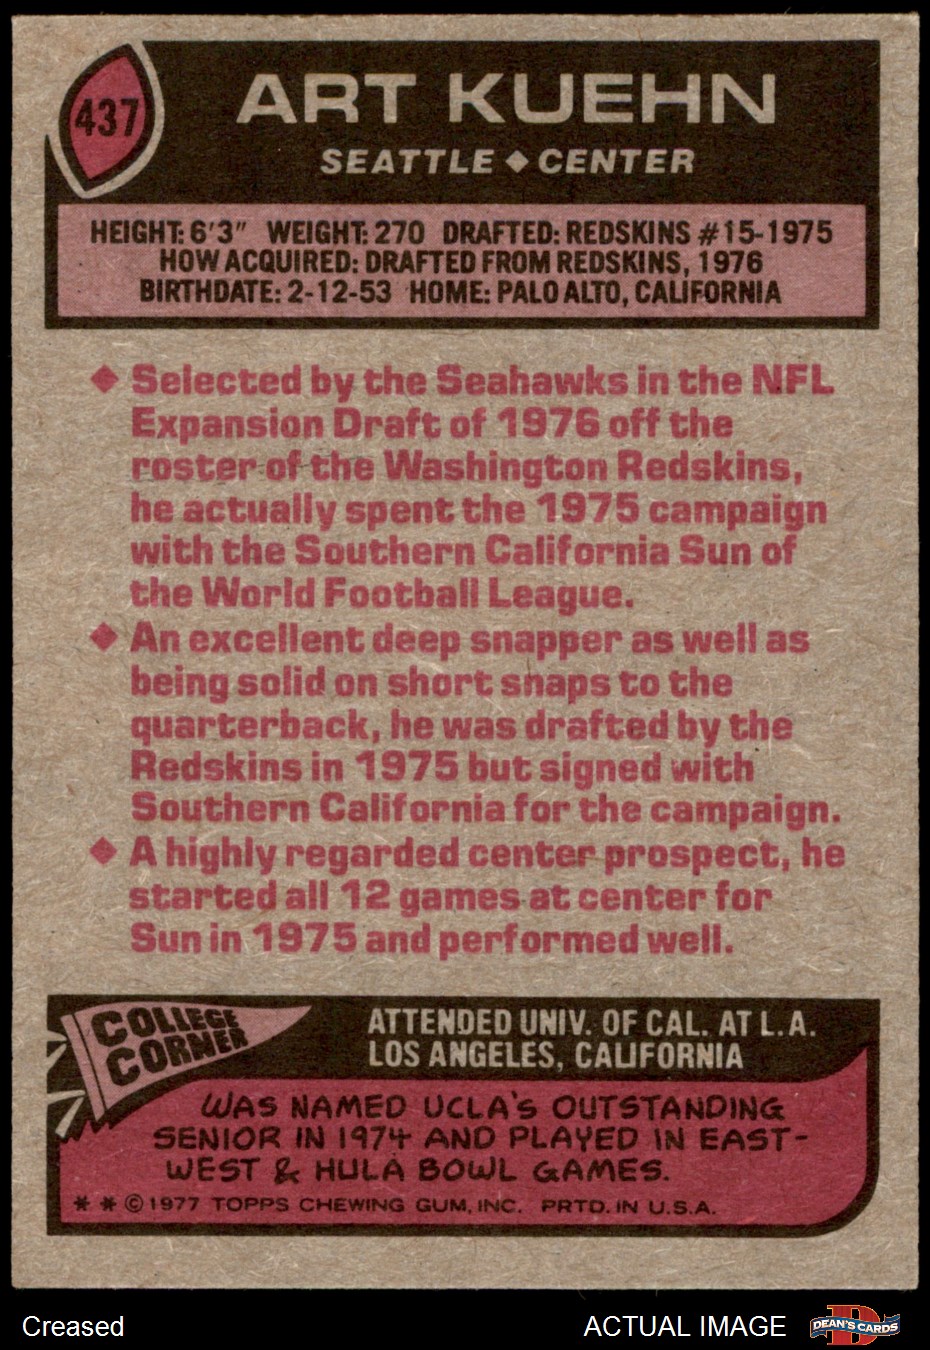 437
ART KUEHN
SEATTLE ◆ CENTER
HEIGHT: 6'3" WEIGHT: 270 DRAFTED: REDSKINS #15-1975
HOW ACQUIRED: DRAFTED FROM REDSKINS, 1976
BIRTHDATE: 2-12-53 HOME: PALO ALTO, CALIFORNIA
◆ Selected by the Seahawks in the NFL
Expansion Draft of 1976 off the
roster of the Washington Redskins,
he actually spent the 1975 campaign
with the Southern California Sun of
the World Football League.
◆ An excellent deep snapper as well as
being solid on short snaps to the
quarterback, he was drafted by the
Redskins in 1975 but signed with
Southern California for the campaign.
◆ A highly regarded center prospect, he
started all 12 games at center for
Sun in 1975 and performed well.
COLLEGE
CORNER
ATTENDED UNIV. OF CAL. AT L.A.
LOS ANGELES, CALIFORNIA
WAS NAMED UCLA'S OUTSTANDING
SENIOR IN 1974 AND PLAYED IN EAST-
WEST & HULA BOWL GAMES.
* * © 1977 TOPPS CHEWING GUM, INC. PRTD. IN U.S.A.
Creased
ACTUAL IMAGE
D
DEAN'S CARDS